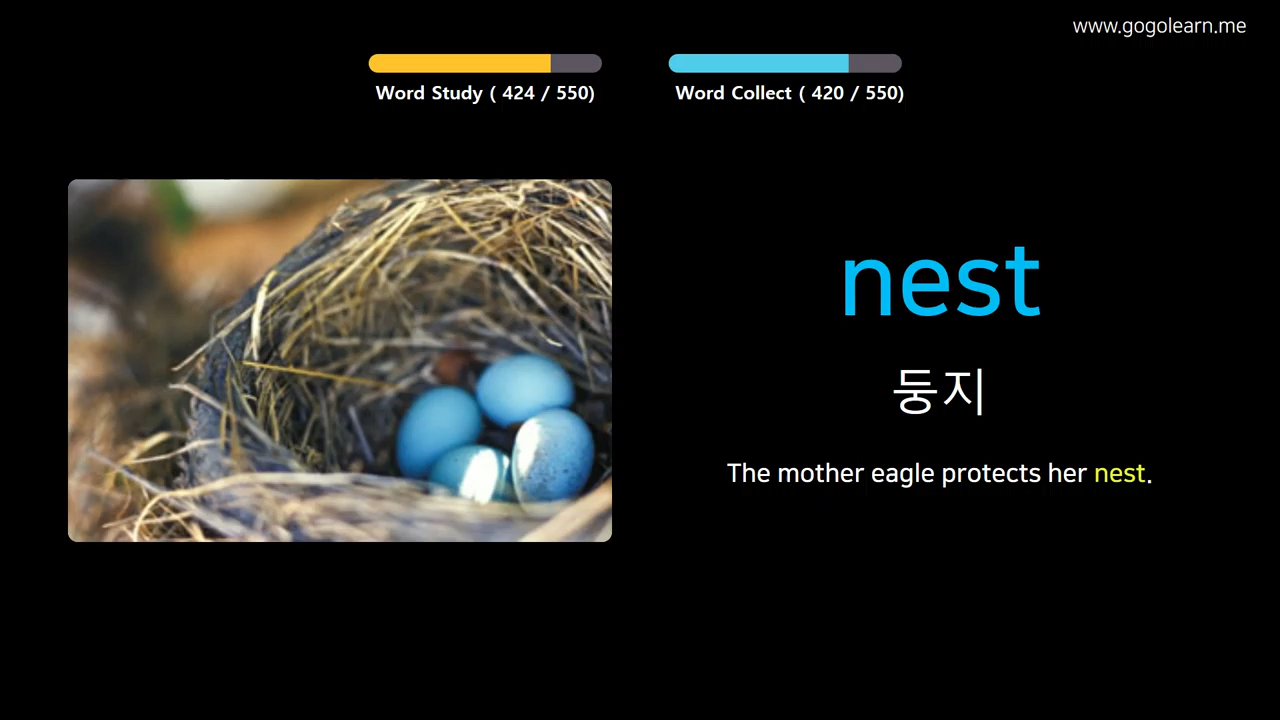 www.gogolearn.me
Word Study ( 424 / 550)
Word Collect ( 420 / 550)
nest
둥지
The mother eagle protects her nest.